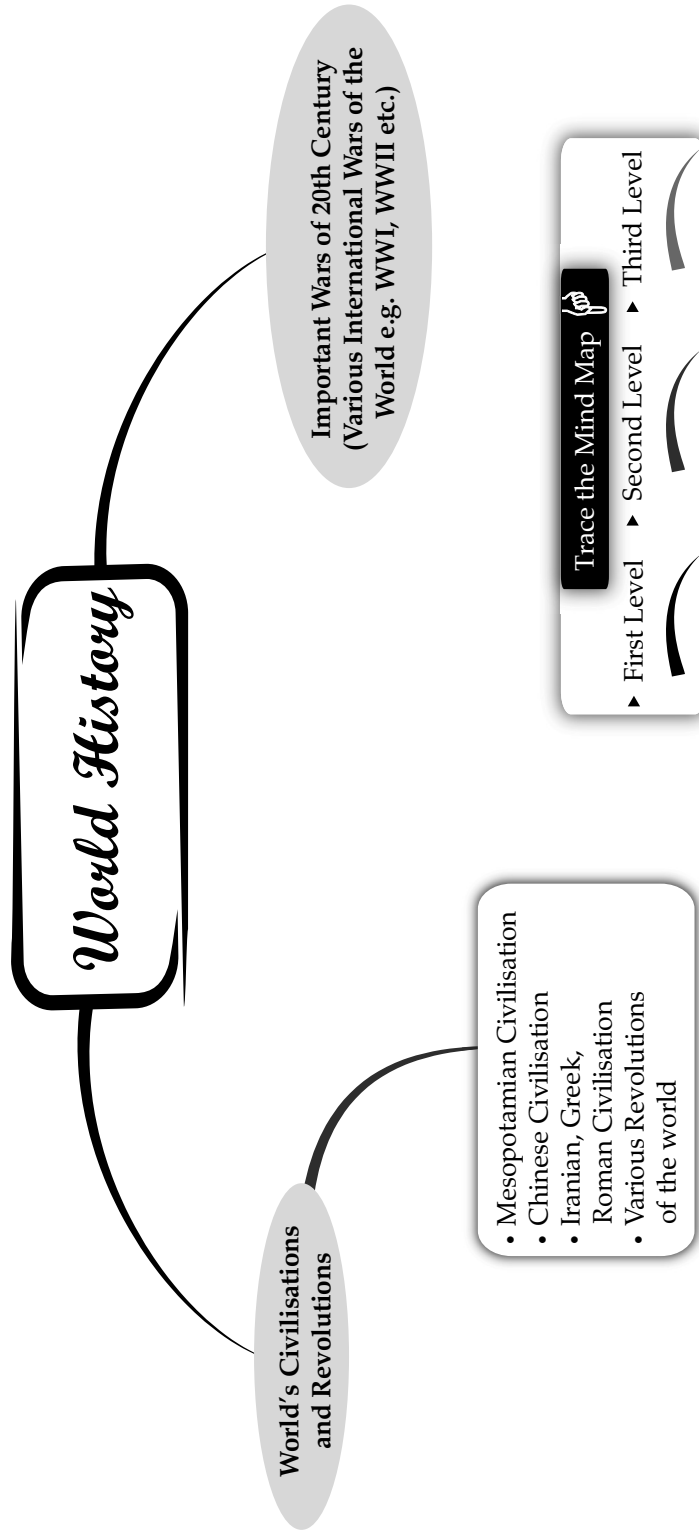 World History
World's Civilisations
and Revolutions
• Mesopotamian Civilisation
• Chinese Civilisation
• Iranian, Greek,
Roman Civilisation
• Various Revolutions
of the world
Important Wars of 20th Century
(Various International Wars of the
World e.g. WWI, WWII etc.)
Trace the Mind Map
▶ First Level ▶ Second Level ▶ Third Level